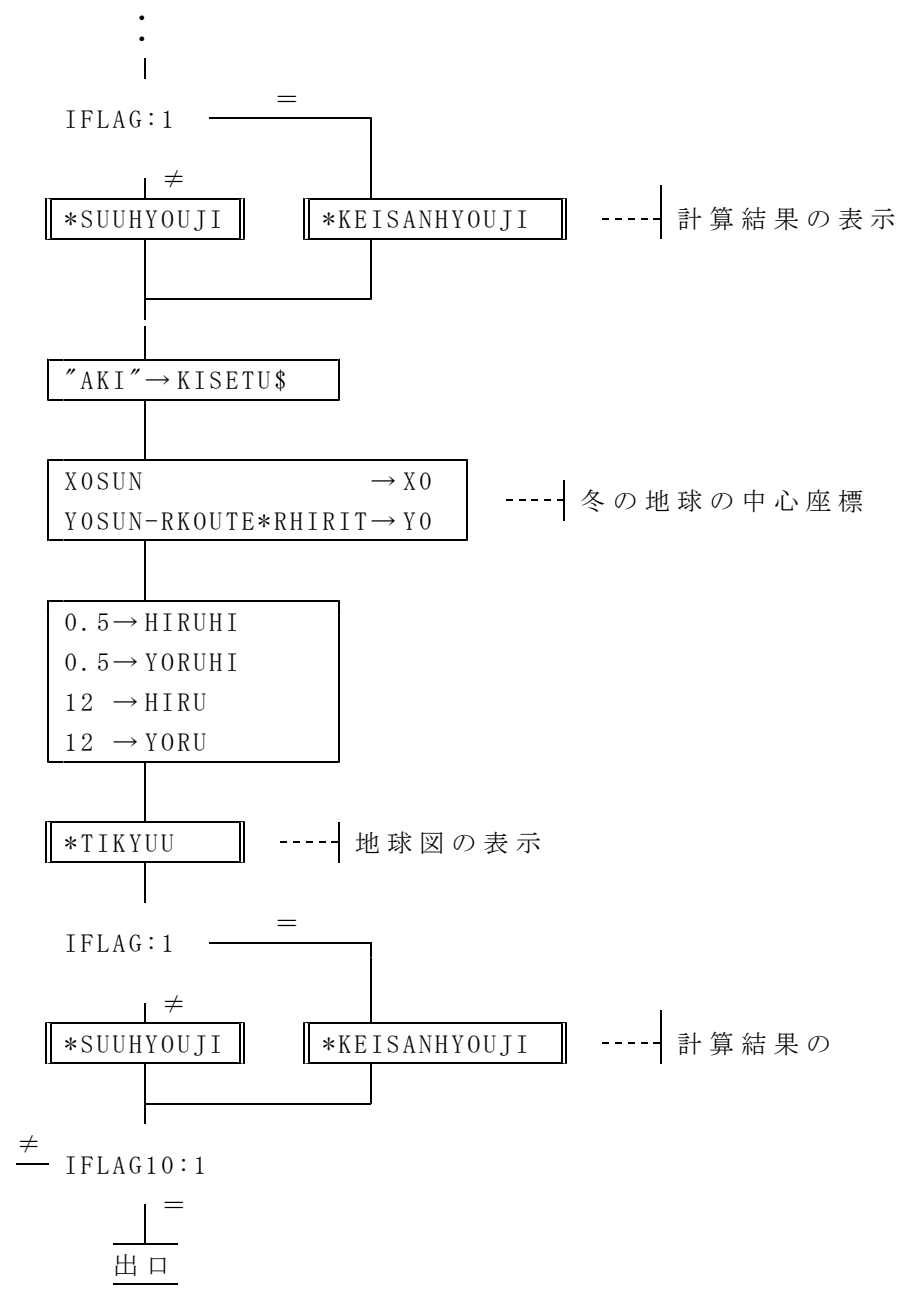 :
=
IFLAG:1
≠
*SUUHYOUJI *KEISANHYOUJI 計算結果の表示
"AKI"→KISETU$
X0SUN →X0
冬の地球の中心座標
Y0SUN-RKOUTE*RHIRIT→Y0
0.5→HIRUHI
0.5→YORUHI
12 →HIRU
12 →YORU
*TIKYUU 地球図の表示
=
IFLAG:1
≠
*SUUHYOUJI *KEISANHYOUJI 計算結果の
≠
IFLAG10:1
=
出口